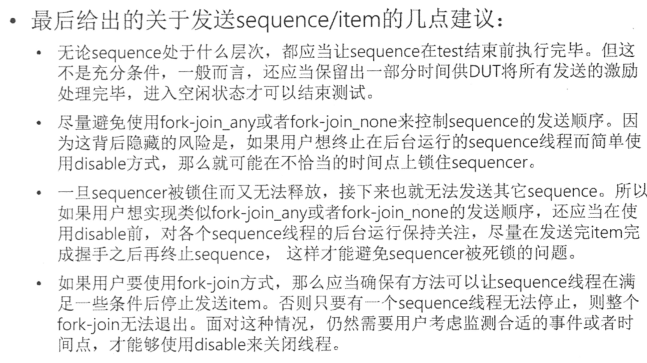 • 最后给出的关于发送sequence/item的几点建议：
• 无论sequence处于什么层次，都应当让sequence在test结束前执行完毕。但这
不是充分条件，一般而言，还应当保留出一部分时间供DUT将所有发送的激励
处理完毕，进入空闲状态才可以结束测试。
• 尽量避免使用fork-join_any或者fork-join_none来控制sequence的发送顺序。因
为这背后隐藏的风险是，如果用户想终止在后台运行的sequence线程而简单使
用disable方式，那么就可能在不恰当的时间点上锁住sequencer。
• 一旦sequencer被锁住而又无法释放，接下来也就无法发送其它sequence。所以
如果用户想实现类似fork-join_any或者fork-join_none的发送顺序，还应当在使
用disable前，对各个sequence线程的后台运行保持关注，尽量在发送完item完
成握手之后再终止sequence， 这样才能避免sequencer被死锁的问题。
• 如果用户要使用fork-join方式，那么应当确保有方法可以让sequence线程在满
足一些条件后停止发送item。否则只要有一个sequence线程无法停止，则整个
fork-join无法退出。面对这种情况，仍然需要用户考虑监测合适的事件或者时
间点，才能够使用disable来关闭线程。